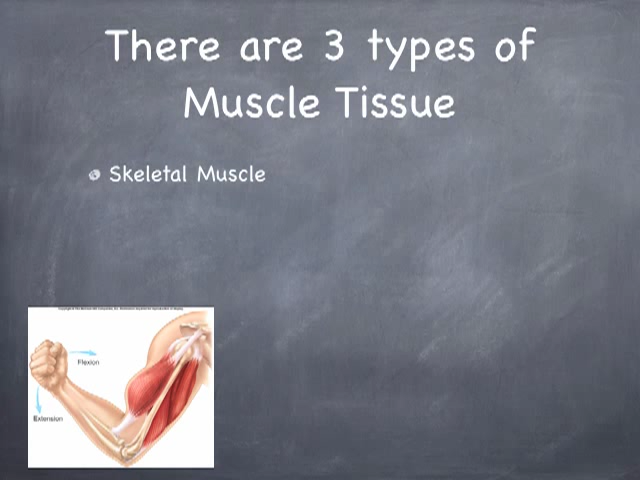 There are 3 types of
Muscle Tissue
Skeletal Muscle
Flexion
Extension